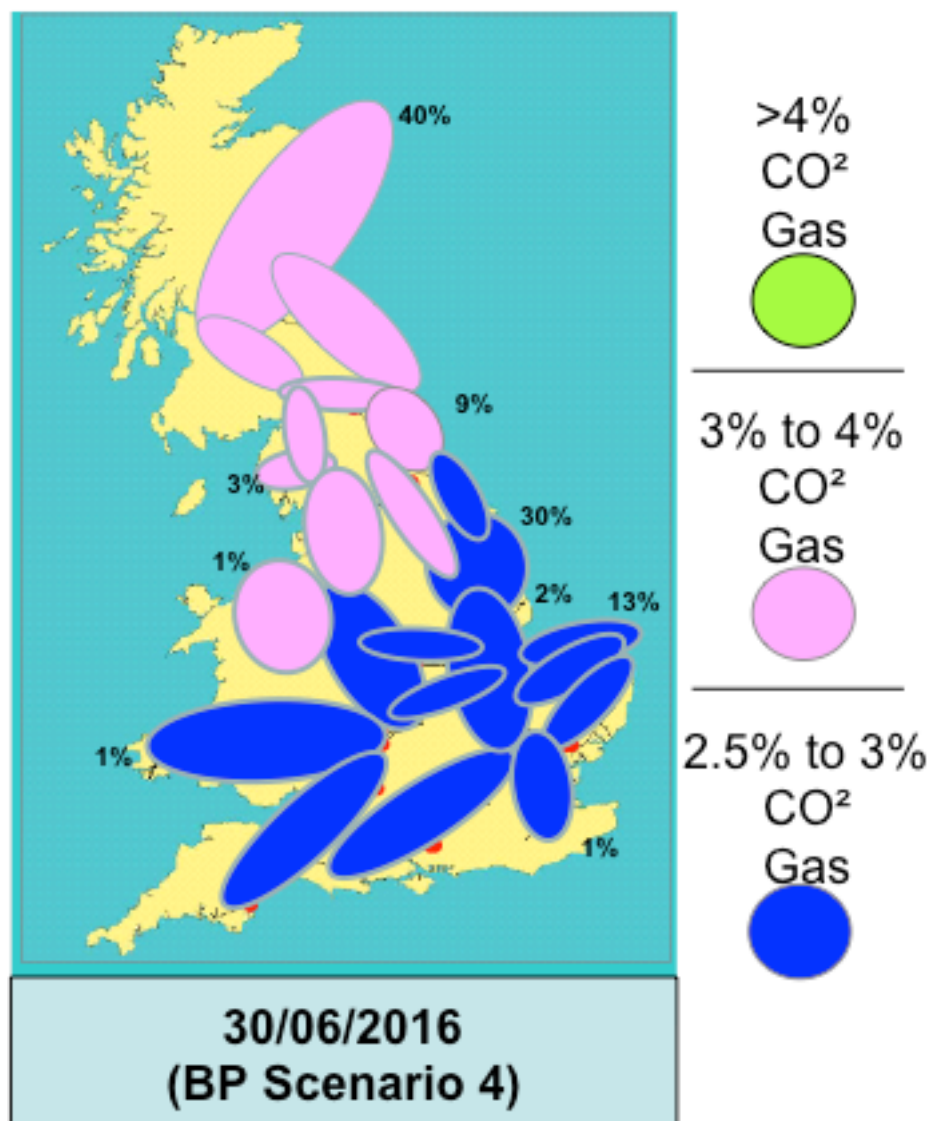 40%
9%
3%
30%
1%
2%
13%
1%
1%
>4%
CO²
Gas
3% to 4%
CO²
Gas
2.5% to 3%
CO²
Gas
30/06/2016
(BP Scenario 4)